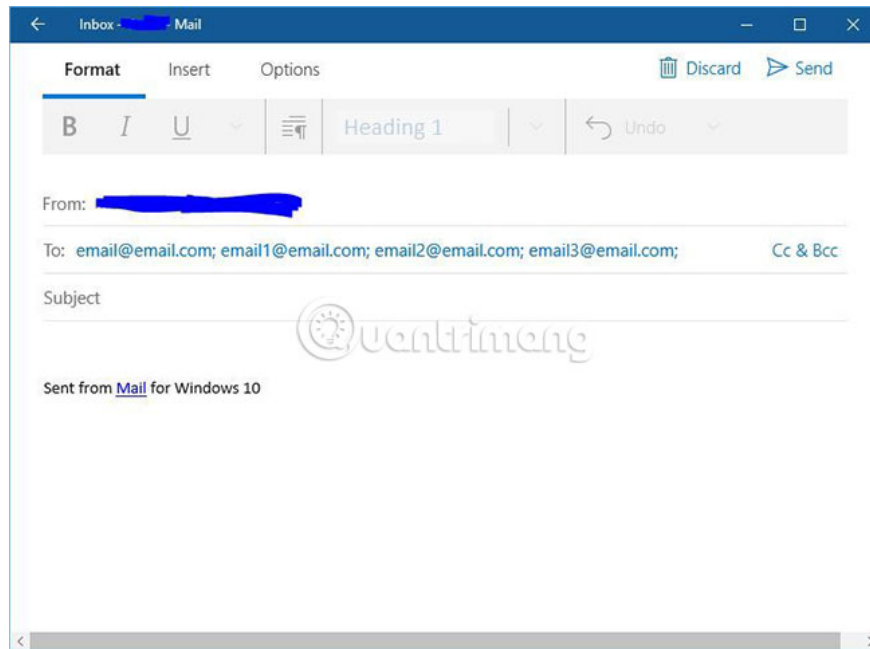 Inbox - - Mail
Format Insert Options Discard Send
B I U Heading 1 Undo
From:
To: email@email.com; email1@email.com; email2@email.com; email3@email.com; Cc & Bcc
Subject
Quantrimang
Sent from Mail for Windows 10